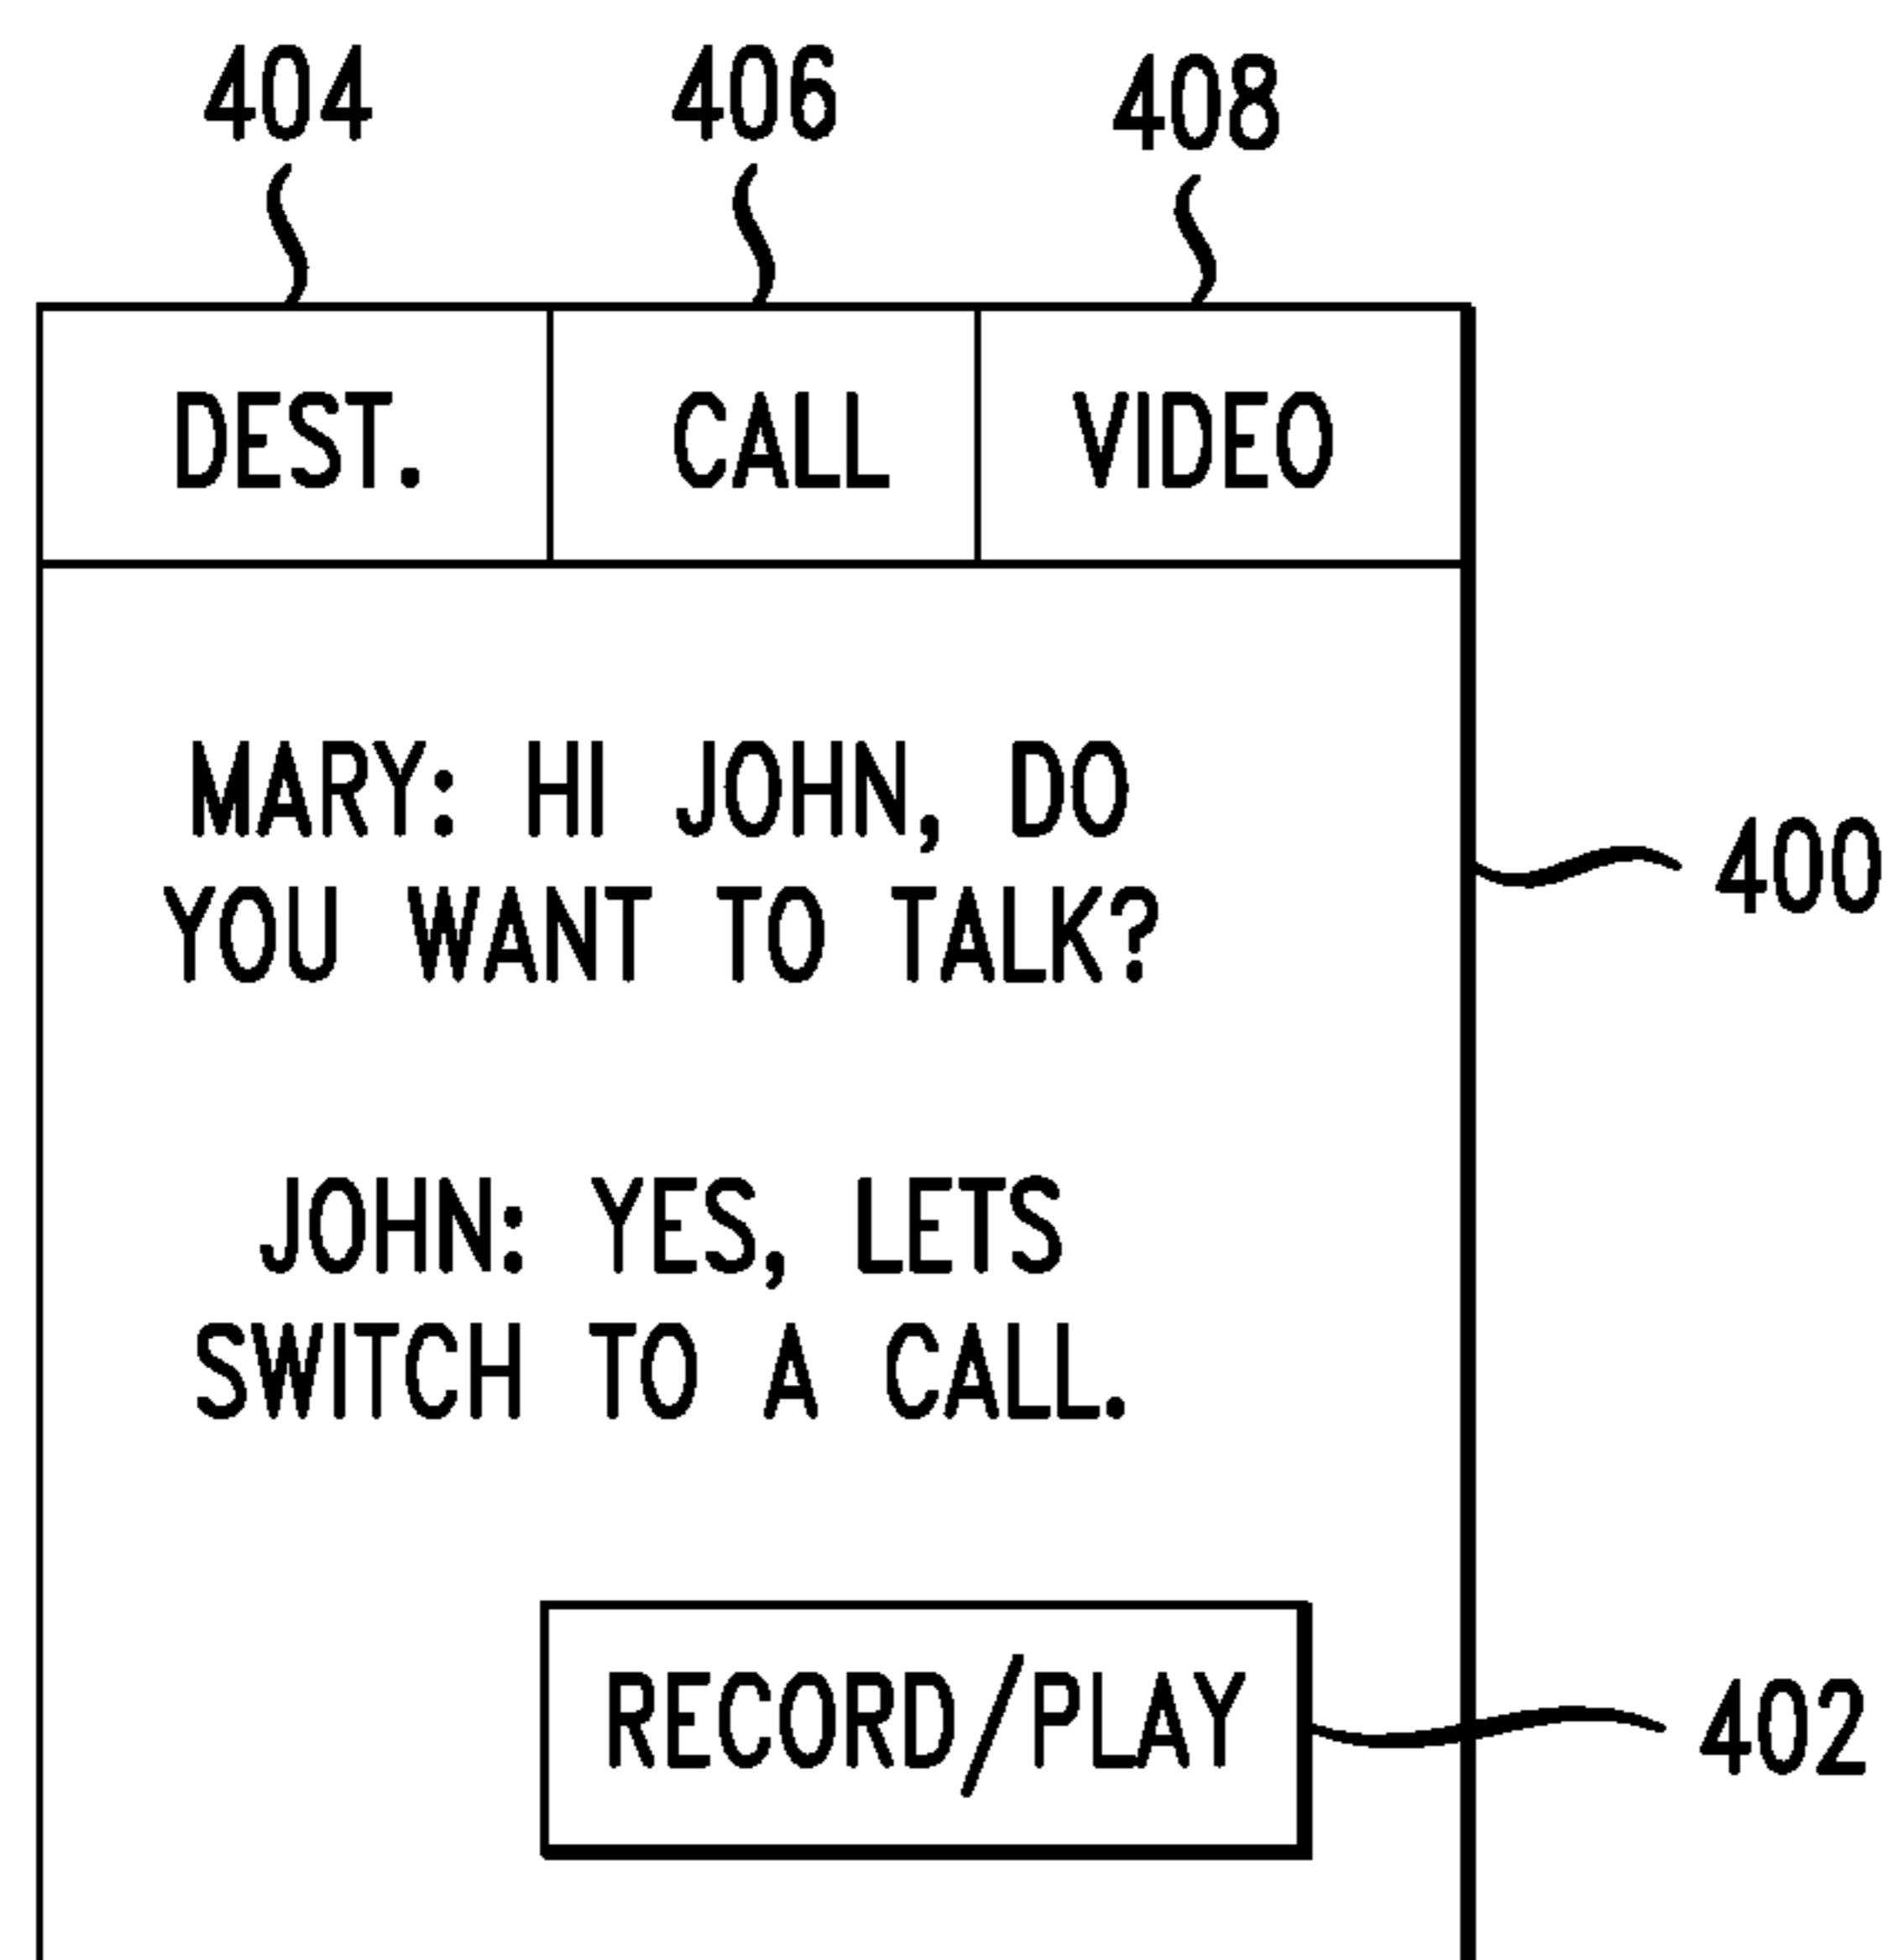 404 406 408
DEST. CALL VIDEO
MARY: HI JOHN, DO
YOU WANT TO TALK?
400
JOHN: YES, LETS
SWITCH TO A CALL.
RECORD/PLAY
402